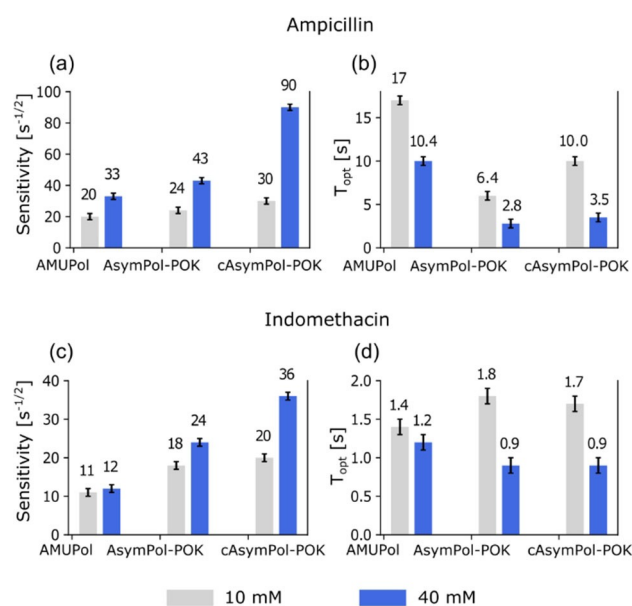 Ampicillin
(a)
Sensitivity [s⁻¹/²]
100
80
60
40
20
0
20
33
24
43
30
90
AMUPol AsymPol-POK cAsymPol-POK
(b)
T_opt [s]
15
10
5
0
17
10.4
6.4
2.8
10.0
3.5
AMUPol AsymPol-POK cAsymPol-POK
Indomethacin
(c)
Sensitivity [s⁻¹/²]
40
30
20
10
0
11
12
18
24
20
36
AMUPol AsymPol-POK cAsymPol-POK
(d)
T_opt [s]
2.0
1.5
1.0
0.5
0.0
1.4
1.2
1.8
0.9
1.7
0.9
AMUPol AsymPol-POK cAsymPol-POK
10 mM 40 mM